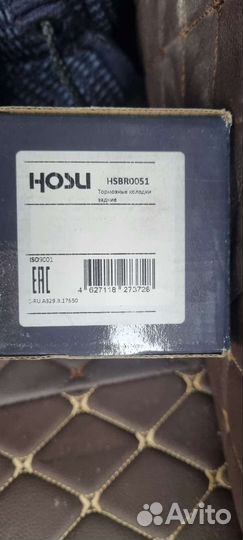 HOSU HSBR0051
Тормозные колодки
задние
ISO9001
EAC
4 627118 273728
Avito